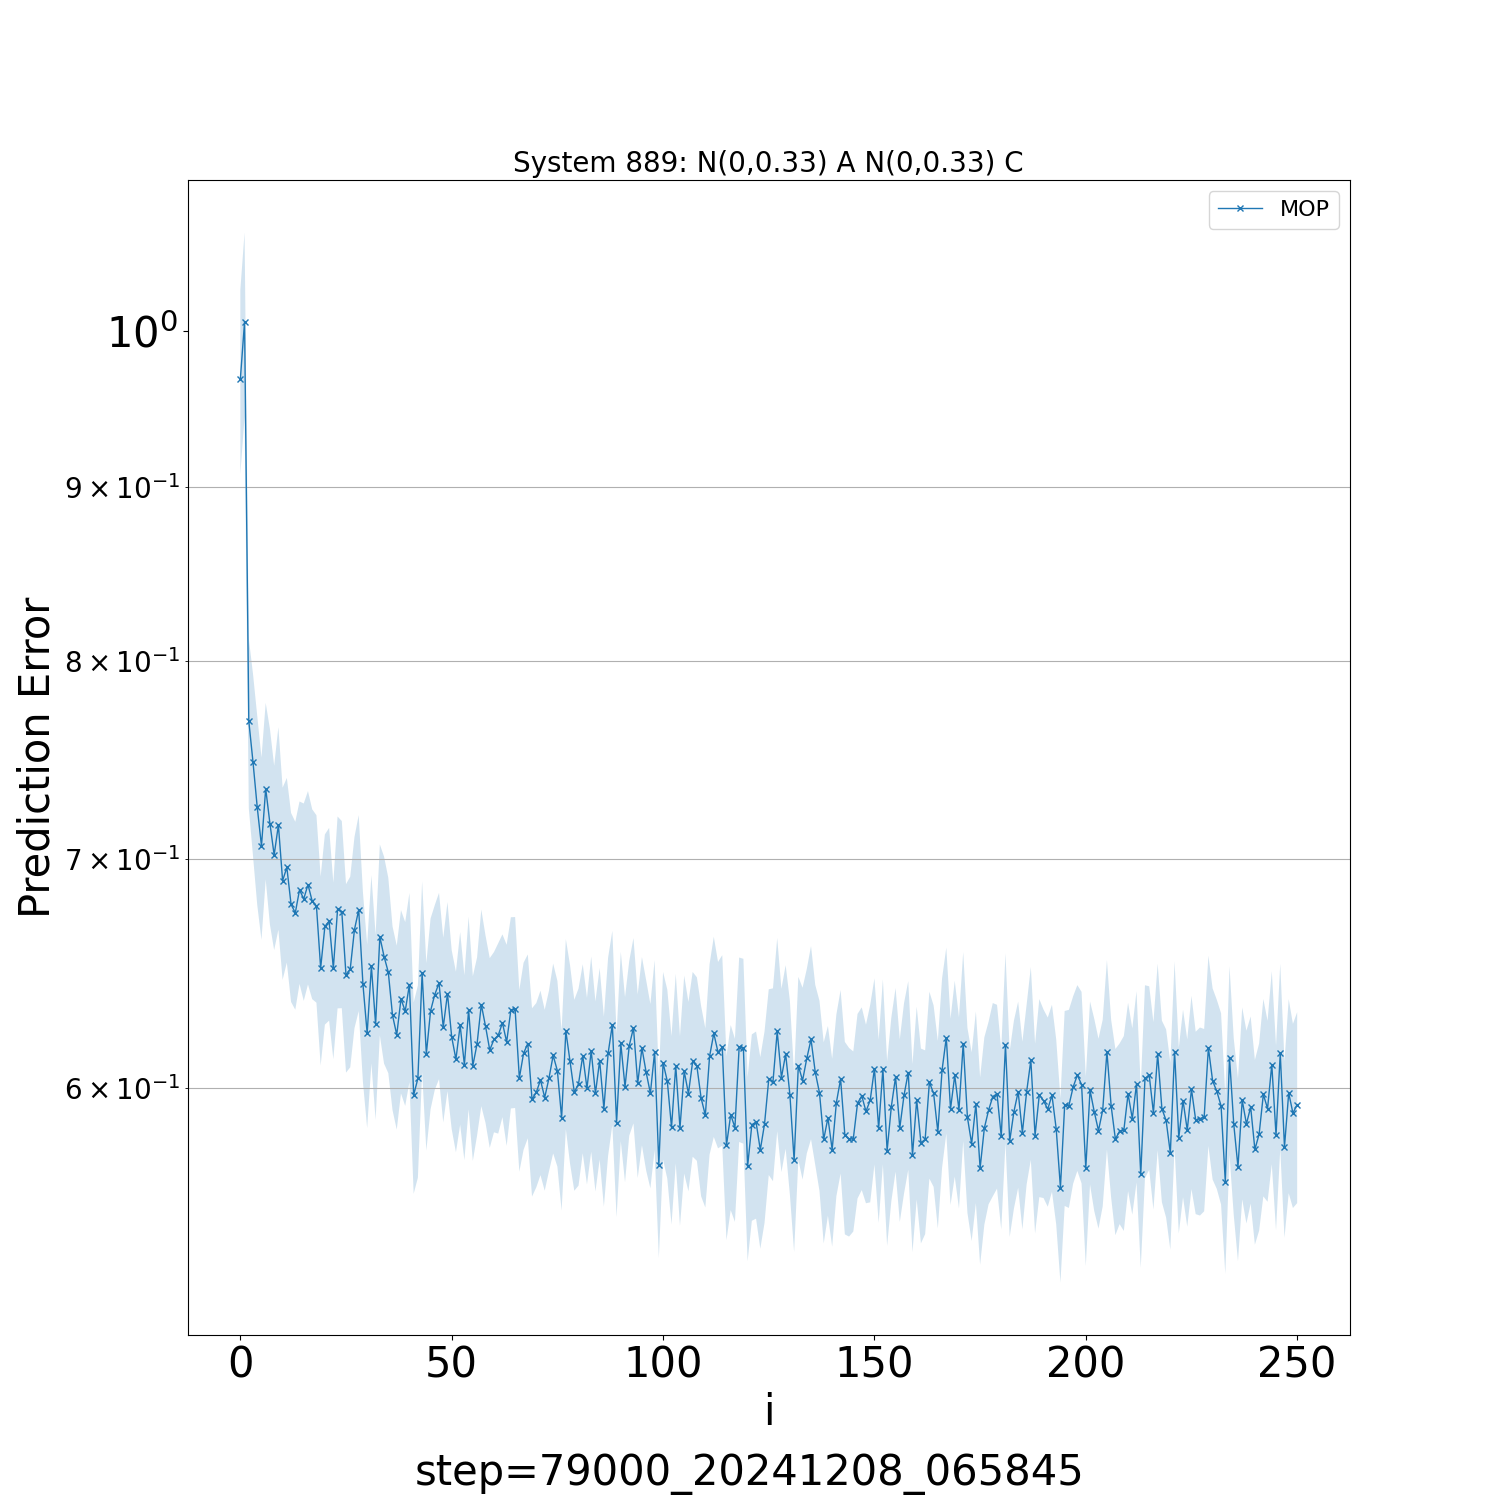 System 889: N(0,0.33) A N(0,0.33) C
MOP
10⁰
9 × 10⁻¹
8 × 10⁻¹
7 × 10⁻¹
6 × 10⁻¹
Prediction Error
0 50 100 150 200 250
i
step=79000_20241208_065845